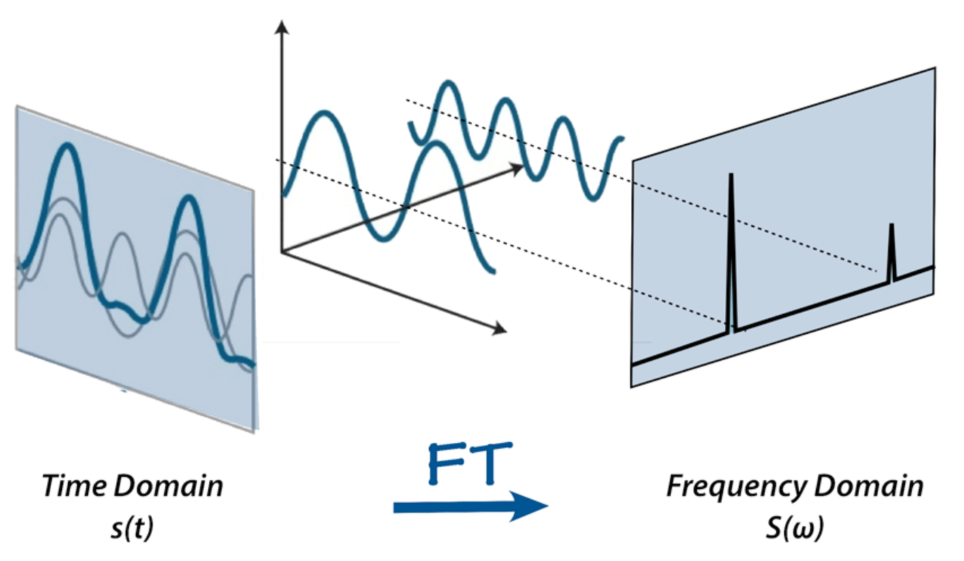 FT
Time Domain
s(t)
Frequency Domain
S(ω)